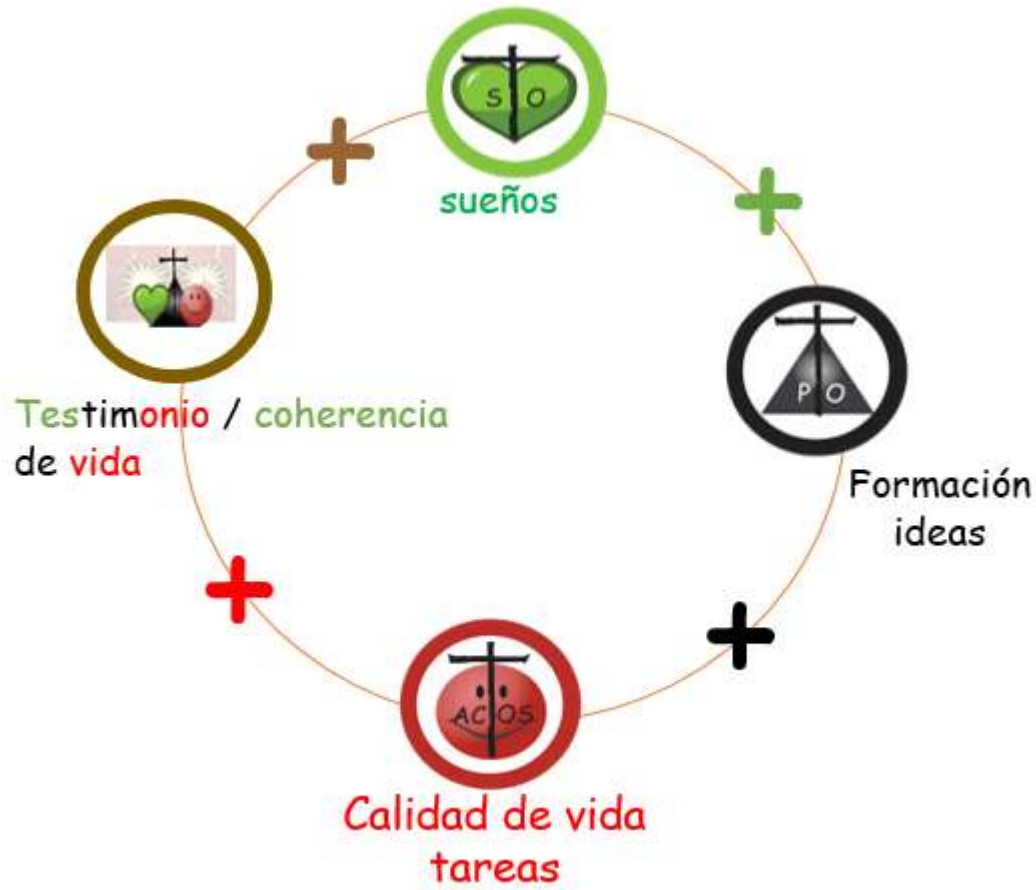 S O
sueños
P O
Testimonio / coherencia
de vida
Formación
ideas
AC OS
Calidad de vida
tareas